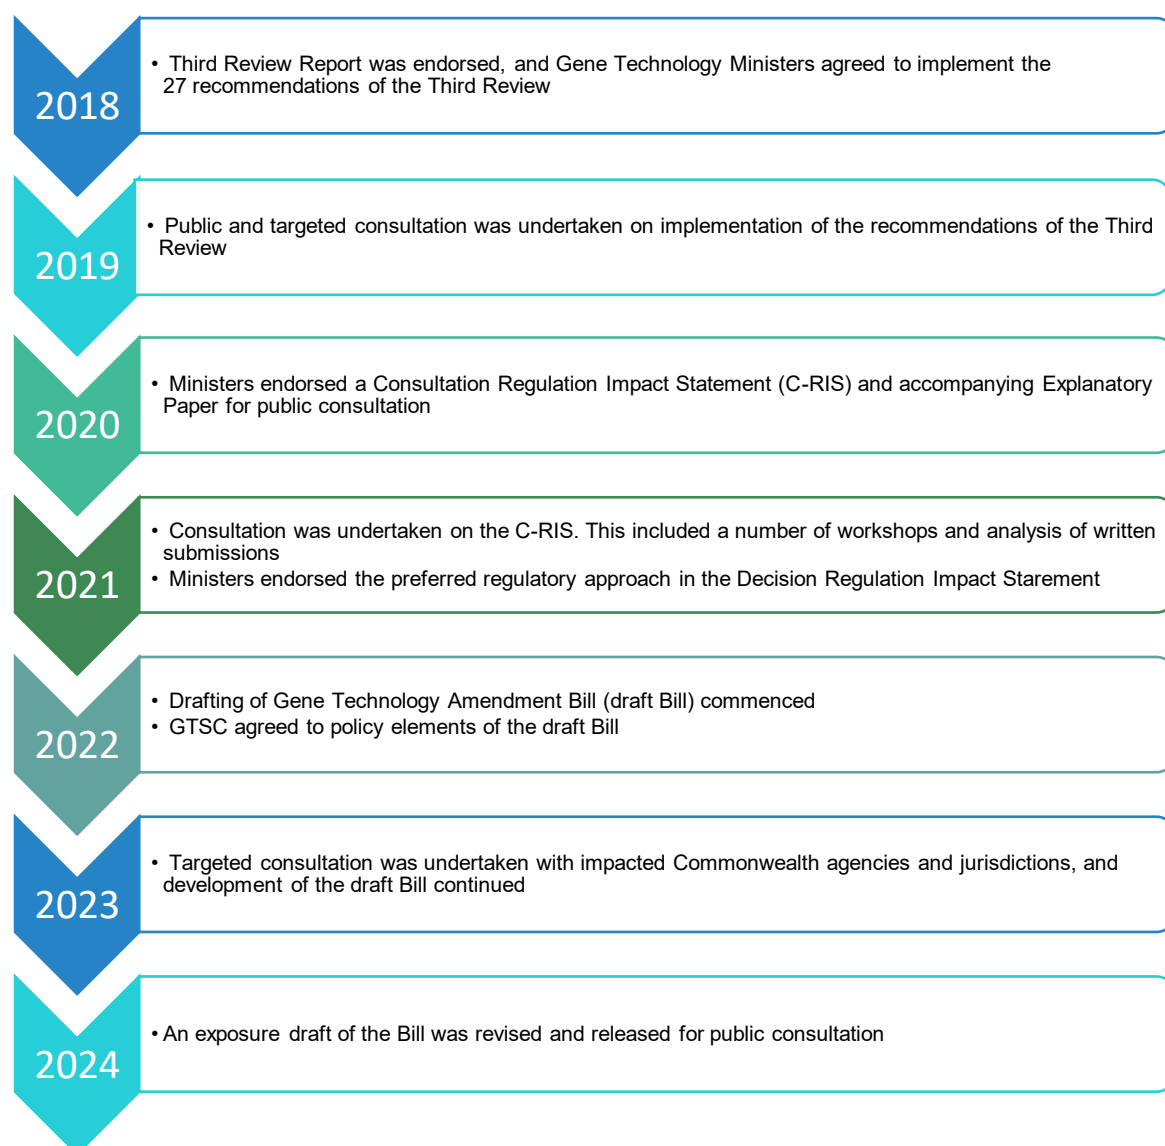 2018
• Third Review Report was endorsed, and Gene Technology Ministers agreed to implement the
27 recommendations of the Third Review
2019
• Public and targeted consultation was undertaken on implementation of the recommendations of the Third
Review
2020
• Ministers endorsed a Consultation Regulation Impact Statement (C-RIS) and accompanying Explanatory
Paper for public consultation
2021
• Consultation was undertaken on the C-RIS. This included a number of workshops and analysis of written
submissions
• Ministers endorsed the preferred regulatory approach in the Decision Regulation Impact Starement
2022
• Drafting of Gene Technology Amendment Bill (draft Bill) commenced
• GTSC agreed to policy elements of the draft Bill
2023
• Targeted consultation was undertaken with impacted Commonwealth agencies and jurisdictions, and
development of the draft Bill continued
2024
• An exposure draft of the Bill was revised and released for public consultation